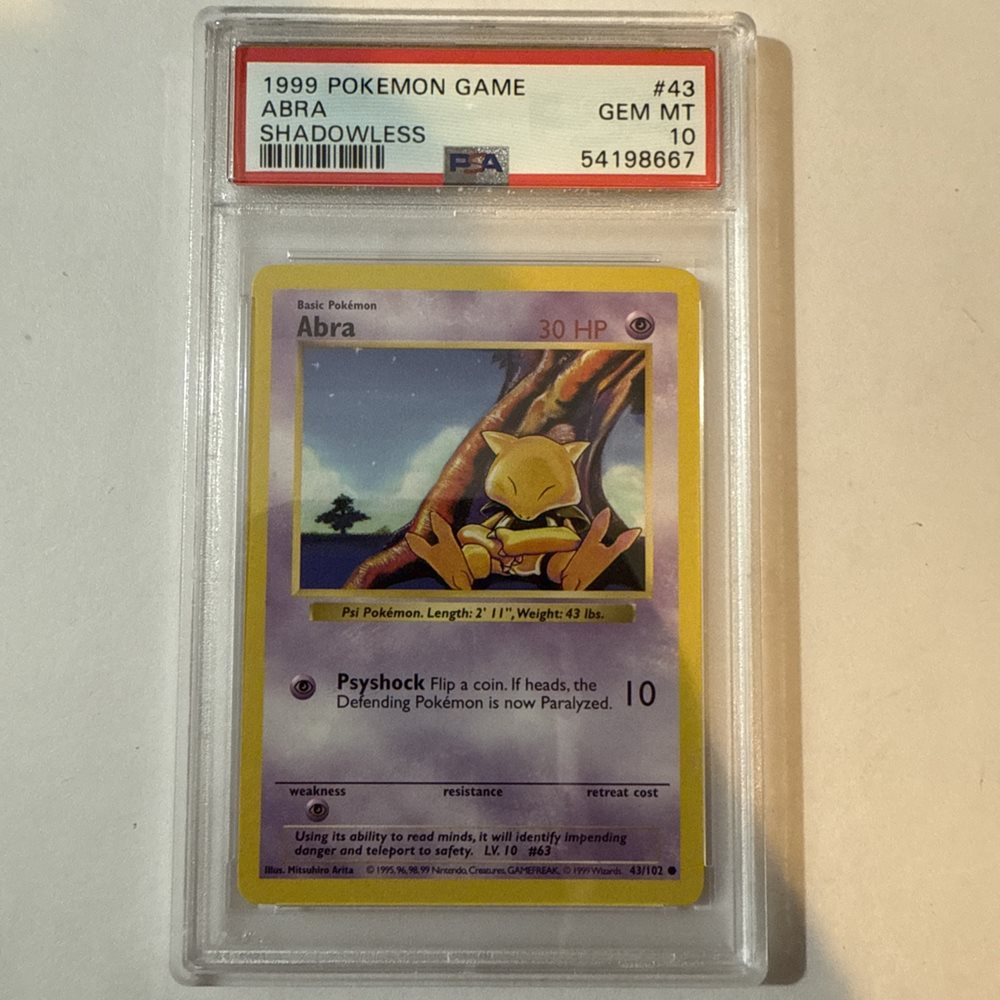 1999 POKEMON GAME #43
ABRA GEM MT
SHADOWLESS 10
PSA 54198667
Basic Pokémon
Abra 30 HP
Psi Pokémon. Length: 2' 11", Weight: 43 lbs.
Psyshock Flip a coin. If heads, the 10
Defending Pokémon is now Paralyzed.
weakness resistance retreat cost
Using its ability to read minds, it will identify impending
danger and teleport to safety. LV. 10 #63
Illus. Mitsuhiro Arita © 1995, 96, 98, 99 Nintendo, Creatures, GAMEFREAK. © 1999 Wizards. 43/102